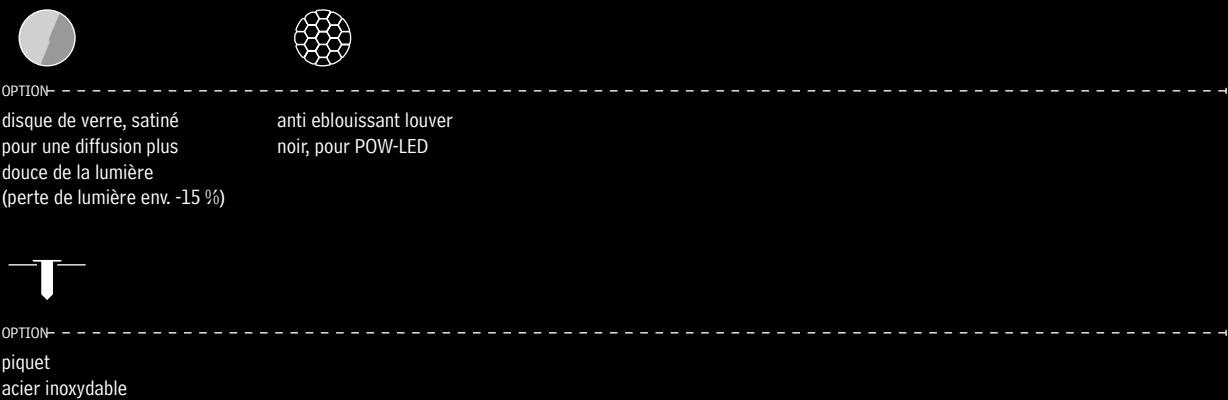 OPTION
disque de verre, satiné
pour une diffusion plus
douce de la lumière
(perte de lumière env. -15 %)
anti eblouissant louver
noir, pour POW-LED
OPTION
piquet
acier inoxydable